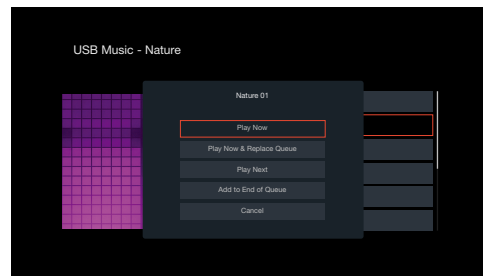 USB Music - Nature
Nature 01
Play Now
Play Now & Replace Queue
Play Next
Add to End of Queue
Cancel